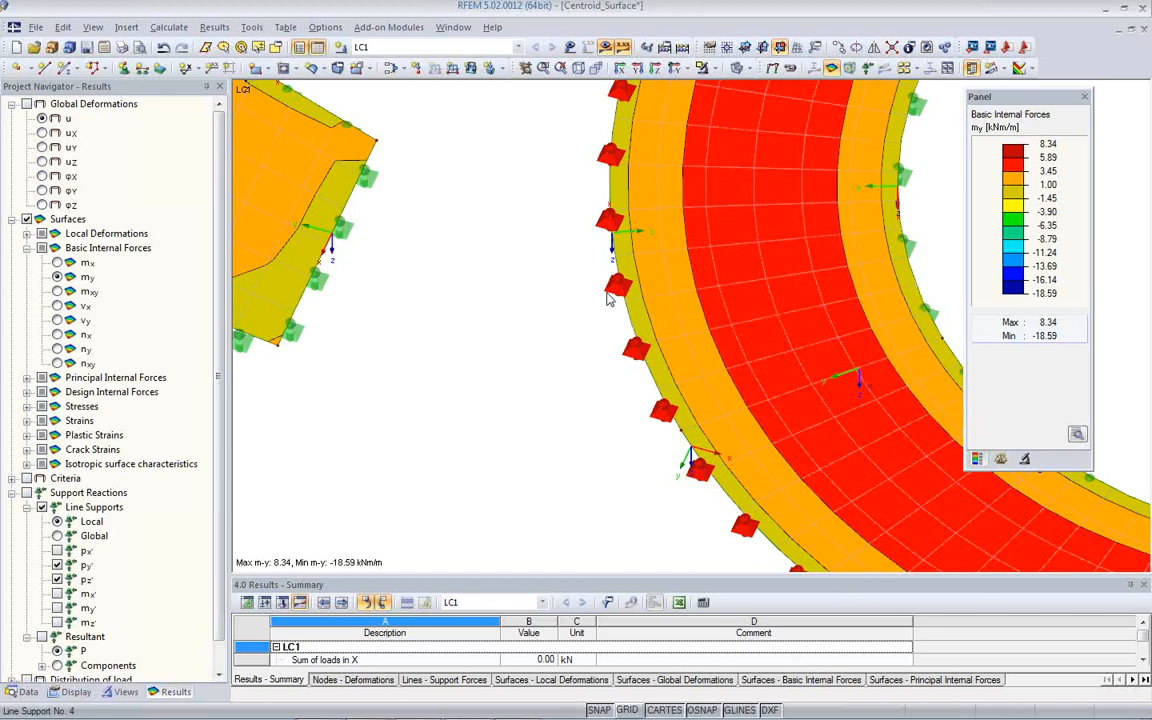 RFEM 5.02.0012 (64bit) - [Centroid_Surface*]
File Edit View Insert Calculate Results Tools Table Options Add-on Modules Window Help
LC1
Project Navigator - Results
Global Deformations
u
uX
uY
uZ
φX
φY
φZ
Surfaces
Local Deformations
Basic Internal Forces
mx
my
mxy
vx
vy
nx
ny
nxy
Principal Internal Forces
Design Internal Forces
Stresses
Strains
Plastic Strains
Crack Strains
Isotropic surface characteristics
Criteria
Support Reactions
Line Supports
Local
Global
px'
py'
pz'
mx'
my'
mz'
Resultant
P
Components
Distribution of load
Data Display Views Results
LC1
Panel
Basic Internal Forces
my [kNm/m]
8.34
5.89
3.45
1.00
-1.45
-3.90
-6.35
-8.79
-11.24
-13.69
-16.14
-18.59
Max : 8.34
Min : -18.59
Max m-y: 8.34, Min m-y: -18.59 kNm/m
4.0 Results - Summary
LC1
A B C D
Description Value Unit Comment
LC1
Sum of loads in X 0.00 kN
Results - Summary Nodes - Deformations Lines - Support Forces Surfaces - Local Deformations Surfaces - Global Deformations Surfaces - Basic Internal Forces Surfaces - Principal Internal Forces
Line Support No. 4
SNAP GRID CARTES OSNAP GLINES DXF